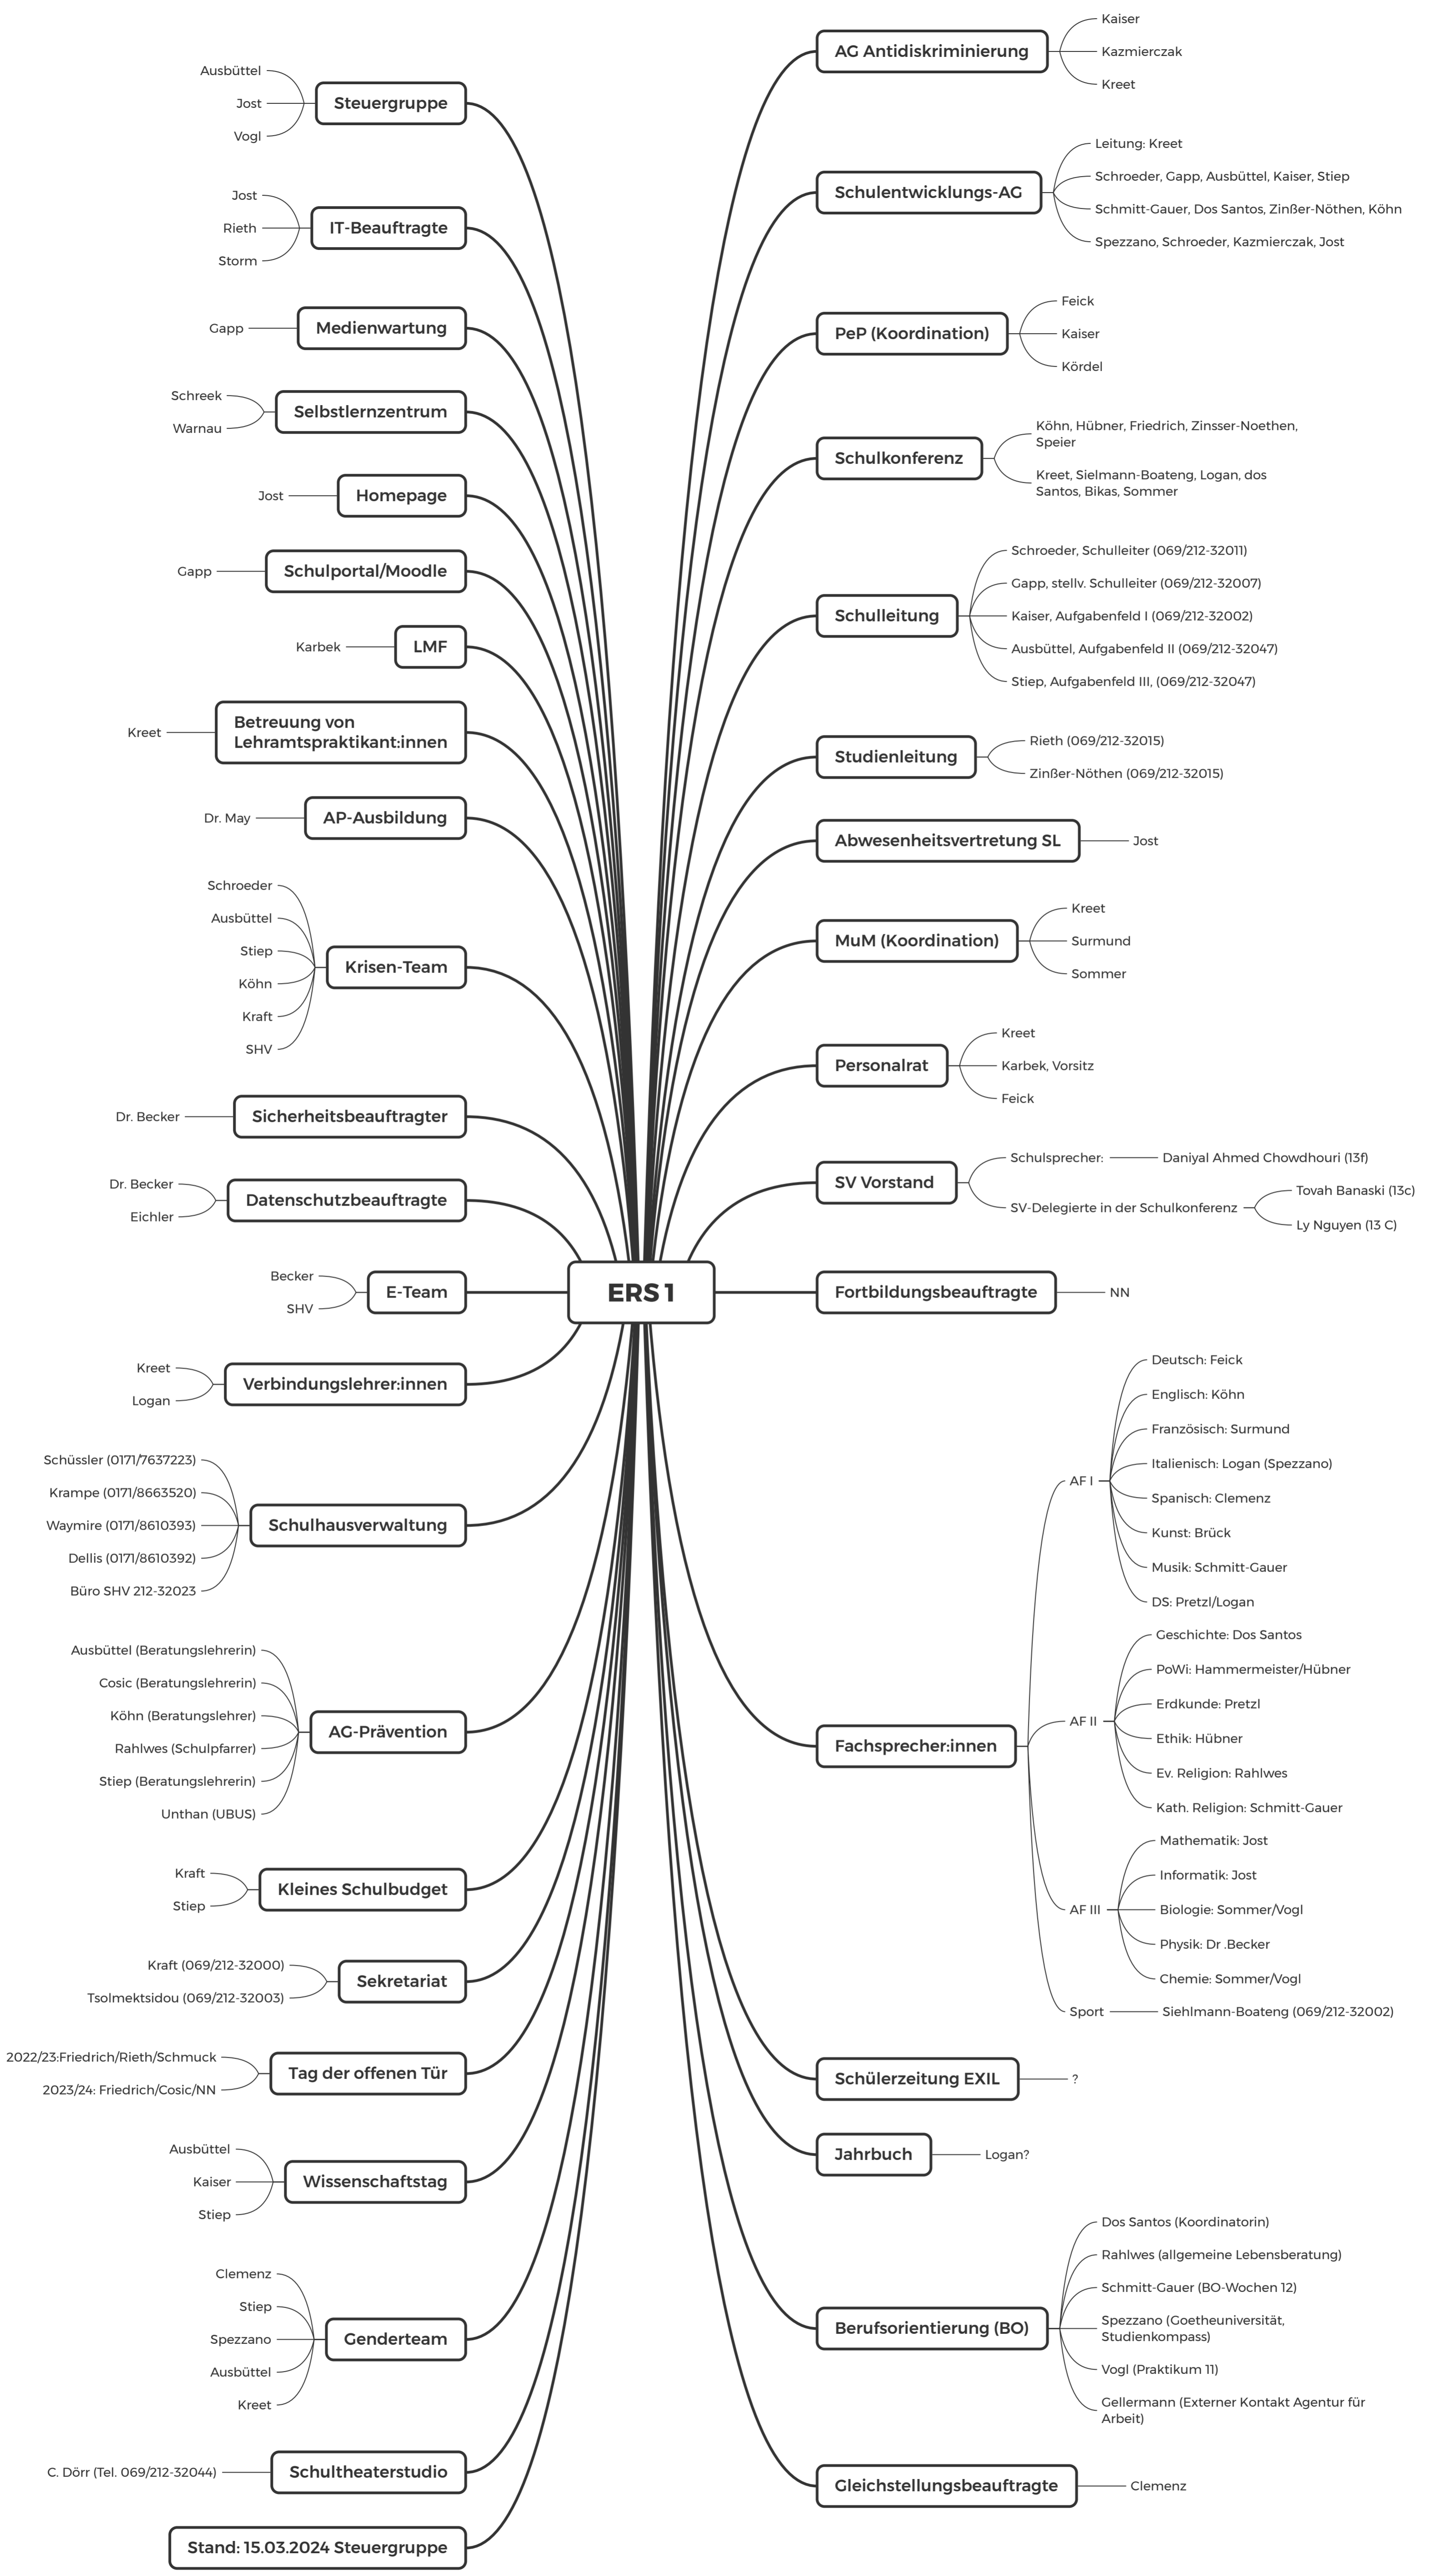 ERS 1
AG Antidiskriminierung
Kaiser
Kazmierczak
Kreet
Schulentwicklungs-AG
Leitung: Kreet
Schroeder, Gapp, Ausbüttel, Kaiser, Stiep
Schmitt-Gauer, Dos Santos, Zinßer-Nöthen, Köhn
Spezzano, Schroeder, Kazmierczak, Jost
PeP (Koordination)
Feick
Kaiser
Kördel
Schulkonferenz
Köhn, Hübner, Friedrich, Zinsser-Noethen,
Speier
Kreet, Sielmann-Boateng, Logan, dos
Santos, Bikas, Sommer
Schulleitung
Schroeder, Schulleiter (069/212-32011)
Gapp, stellv. Schulleiter (069/212-32007)
Kaiser, Aufgabenfeld I (069/212-32002)
Ausbüttel, Aufgabenfeld II (069/212-32047)
Stiep, Aufgabenfeld III, (069/212-32047)
Studienleitung
Rieth (069/212-32015)
Zinßer-Nöthen (069/212-32015)
Abwesenheitsvertretung SL
Jost
MuM (Koordination)
Kreet
Surmund
Sommer
Personalrat
Kreet
Karbek, Vorsitz
Feick
SV Vorstand
Schulsprecher:
Daniyal Ahmed Chowdhouri (13f)
SV-Delegierte in der Schulkonferenz
Tovah Banaski (13c)
Ly Nguyen (13 C)
Fortbildungsbeauftragte
NN
Fachsprecher:innen
AF I
Deutsch: Feick
Englisch: Köhn
Französisch: Surmund
Italienisch: Logan (Spezzano)
Spanisch: Clemenz
Kunst: Brück
Musik: Schmitt-Gauer
DS: Pretzl/Logan
AF II
Geschichte: Dos Santos
PoWi: Hammermeister/Hübner
Erdkunde: Pretzl
Ethik: Hübner
Ev. Religion: Rahlwes
Kath. Religion: Schmitt-Gauer
AF III
Mathematik: Jost
Informatik: Jost
Biologie: Sommer/Vogl
Physik: Dr .Becker
Chemie: Sommer/Vogl
Sport
Siehlmann-Boateng (069/212-32002)
Schülerzeitung EXIL
?
Jahrbuch
Logan?
Berufsorientierung (BO)
Dos Santos (Koordinatorin)
Rahlwes (allgemeine Lebensberatung)
Schmitt-Gauer (BO-Wochen 12)
Spezzano (Goetheuniversität,
Studienkompass)
Vogl (Praktikum 11)
Gellermann (Externer Kontakt Agentur für
Arbeit)
Gleichstellungsbeauftragte
Clemenz
Steuergruppe
Ausbüttel
Jost
Vogl
IT-Beauftragte
Jost
Rieth
Storm
Medienwartung
Gapp
Selbstlernzentrum
Schreek
Warnau
Homepage
Jost
Schulportal/Moodle
Gapp
LMF
Karbek
Betreuung von
Lehramtspraktikant:innen
Kreet
AP-Ausbildung
Dr. May
Krisen-Team
Schroeder
Ausbüttel
Stiep
Köhn
Kraft
SHV
Sicherheitsbeauftragter
Dr. Becker
Datenschutzbeauftragte
Dr. Becker
Eichler
E-Team
Becker
SHV
Verbindungslehrer:innen
Kreet
Logan
Schulhausverwaltung
Schüssler (0171/7637223)
Krampe (0171/8663520)
Waymire (0171/8610393)
Dellis (0171/8610392)
Büro SHV 212-32023
AG-Prävention
Ausbüttel (Beratungslehrerin)
Cosic (Beratungslehrerin)
Köhn (Beratungslehrer)
Rahlwes (Schulpfarrer)
Stiep (Beratungslehrerin)
Unthan (UBUS)
Kleines Schulbudget
Kraft
Stiep
Sekretariat
Kraft (069/212-32000)
Tsolmektsidou (069/212-32003)
Tag der offenen Tür
2022/23:Friedrich/Rieth/Schmuck
2023/24: Friedrich/Cosic/NN
Wissenschaftstag
Ausbüttel
Kaiser
Stiep
Genderteam
Clemenz
Stiep
Spezzano
Ausbüttel
Kreet
Schultheaterstudio
C. Dörr (Tel. 069/212-32044)
Stand: 15.03.2024 Steuergruppe